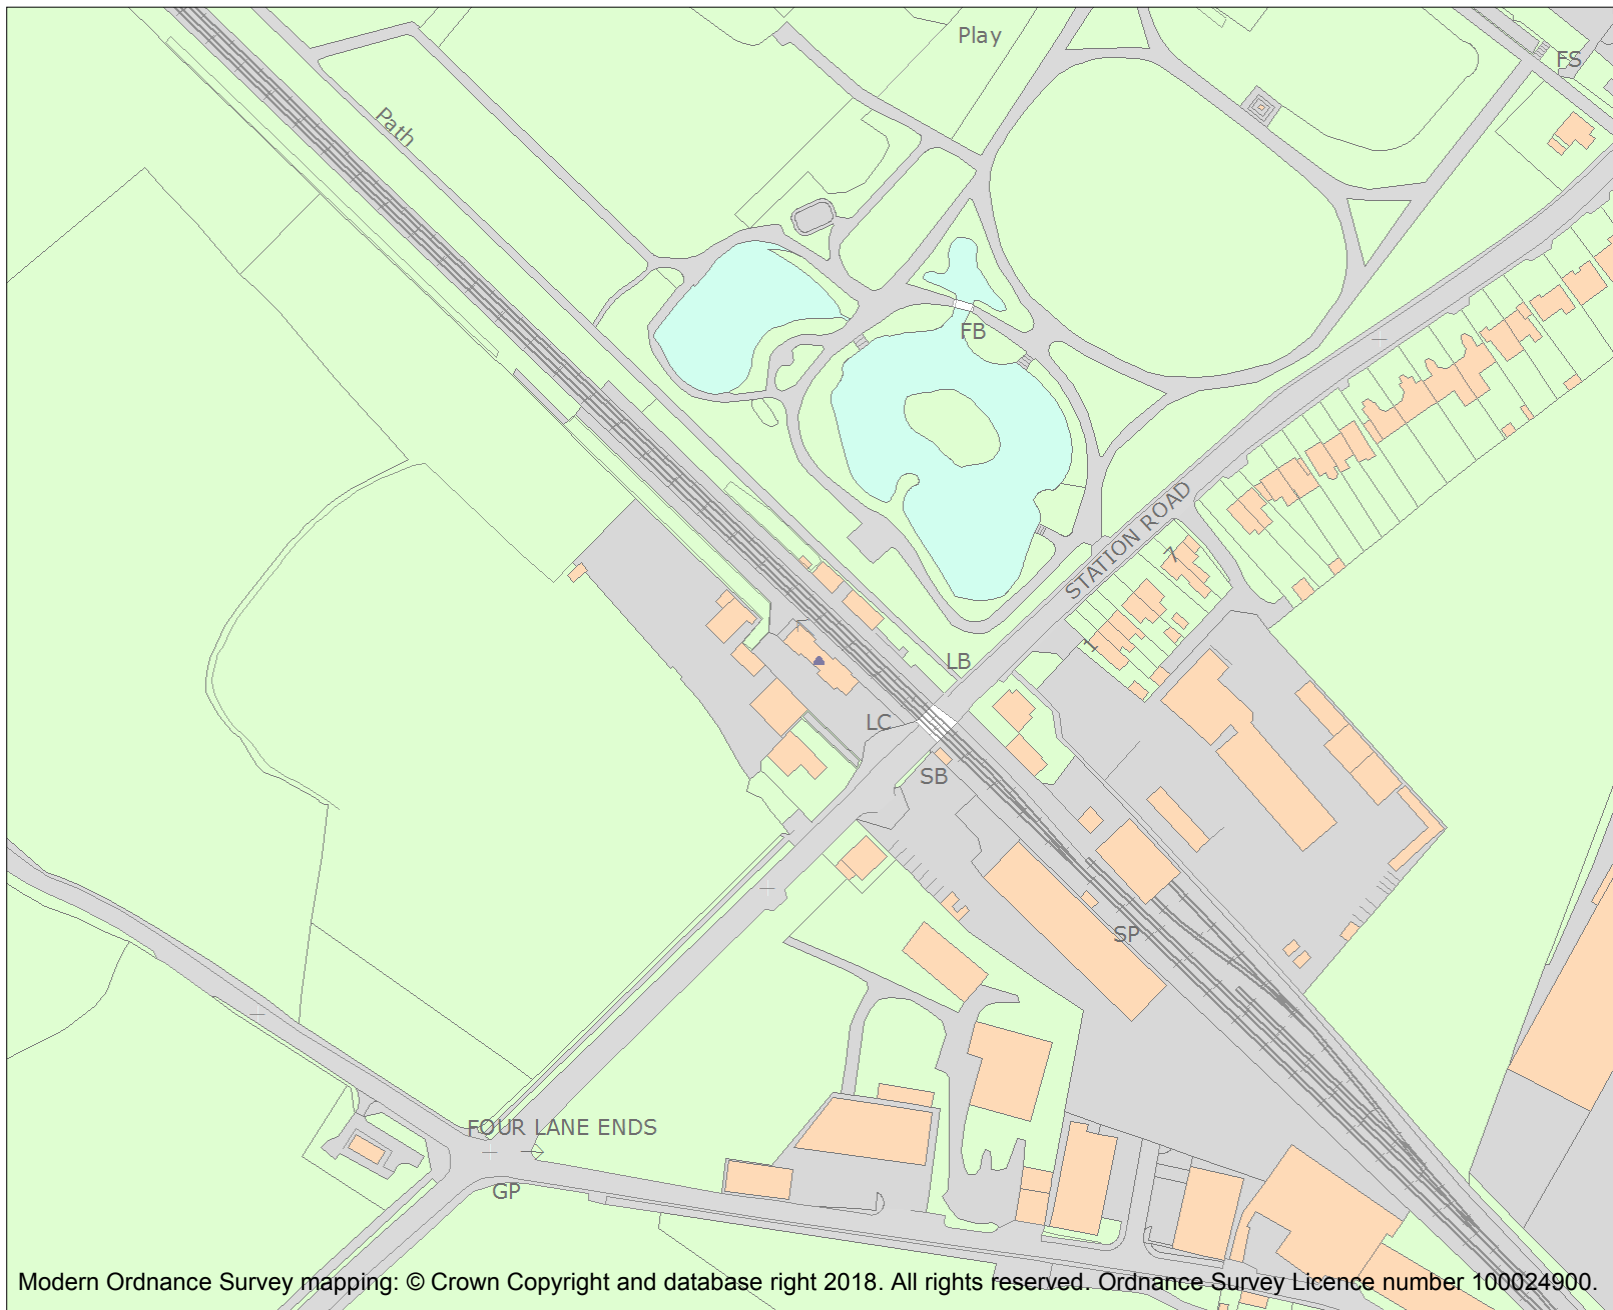 Play
FS
Path
FB
STATION ROAD
7
1
LB
LC
SB
SP
FOUR LANE ENDS
GP
Modern Ordnance Survey mapping: © Crown Copyright and database right 2018. All rights reserved. Ordnance Survey Licence number 100024900.